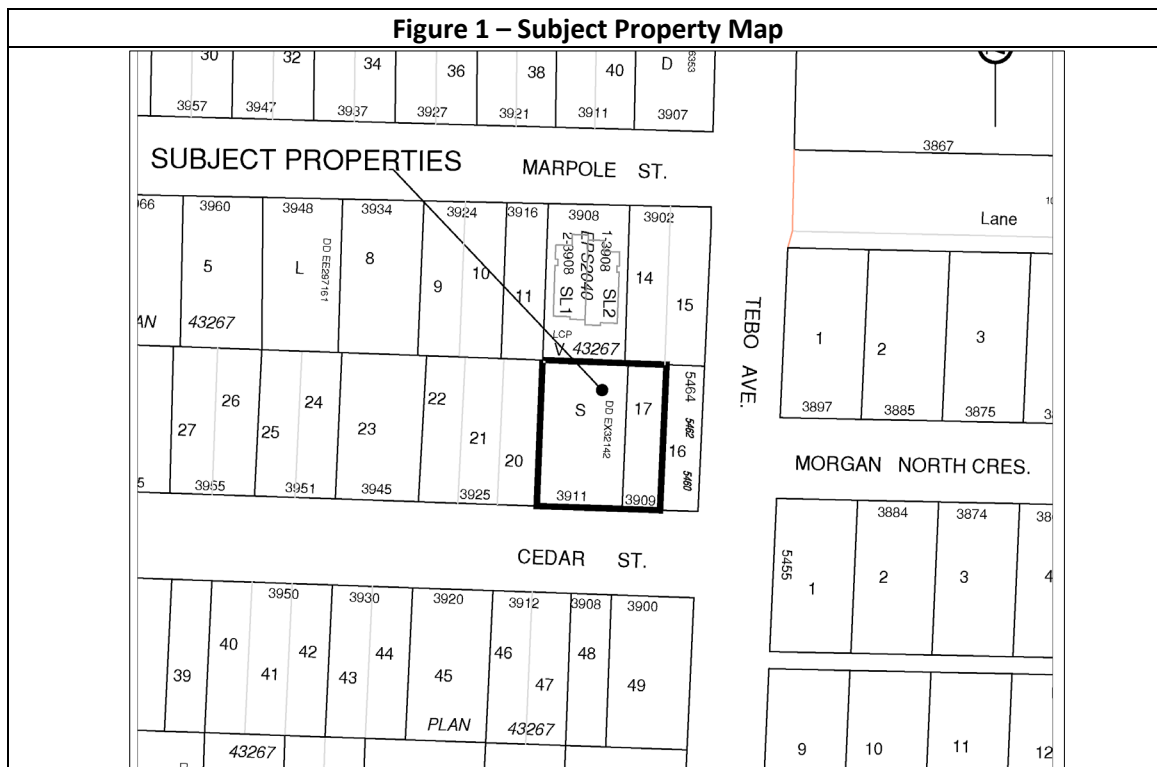 Figure 1 – Subject Property Map
30 32 34 36 38 40 D 6353
3957 3947 3937 3927 3921 3911 3907
3867
SUBJECT PROPERTIES MARPOLE ST.
Lane
3960 3948 3934 3924 3916 3908 3902
5 L DD EE297161 8 9 10 11 2-3908 SL1 EPS2040 1-3908 SL2 14 15
43267 LCP V 43267
TEBO AVE.
1 2 3
3897 3885 3875
27 26 25 24 23 22 21 20 S DD EX32142 17 16 5464 5462 5460
3955 3951 3945 3925 3911 3909
MORGAN NORTH CRES.
3884 3874
CEDAR ST.
5455 1 2 3 4
3950 3930 3920 3912 3908 3900
39 40 41 42 43 44 45 46 47 48 49
PLAN 43267
43267
9 10 11 12